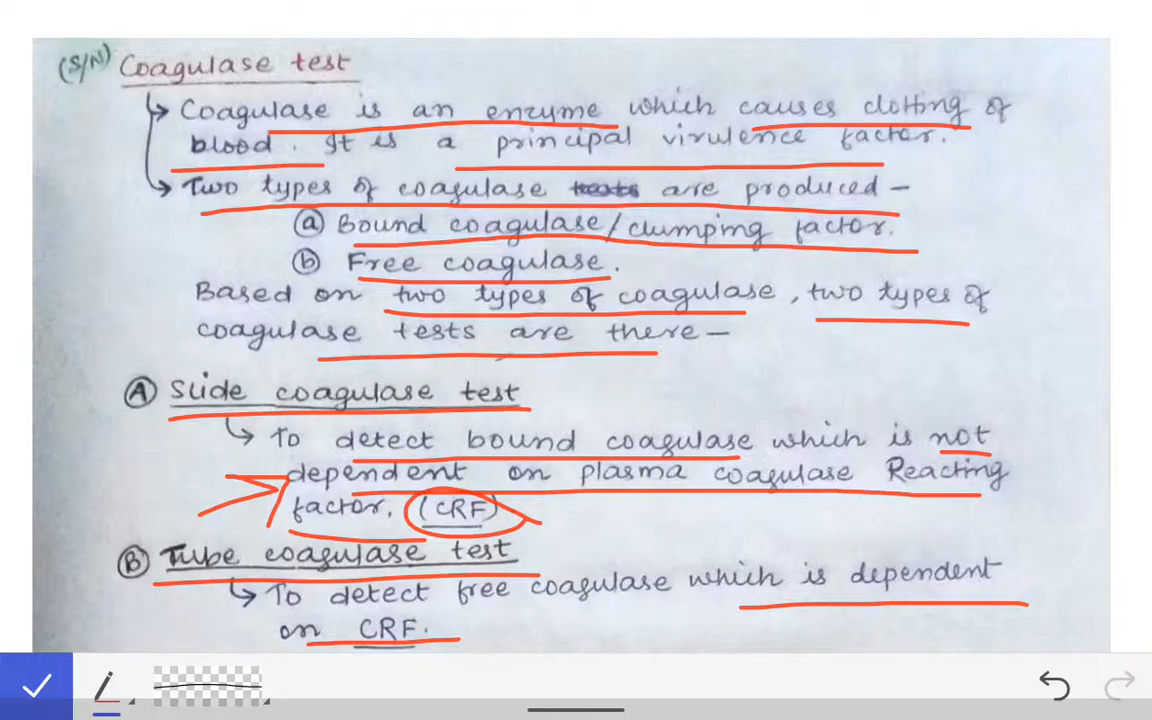 (S/N) Coagulase test
↳ Coagulase is an enzyme which causes clotting of
blood. It is a principal virulence factor.
↳ Two types of coagulase tests are produced –
(a) Bound coagulase/clumping factor.
(b) Free coagulase.
Based on two types of coagulase, two types of
coagulase tests are there –
(A) Slide coagulase test
↳ To detect bound coagulase which is not
dependent on plasma coagulase Reacting
factor. (CRF)
(B) Tube coagulase test
↳ To detect free coagulase which is dependent
on CRF.